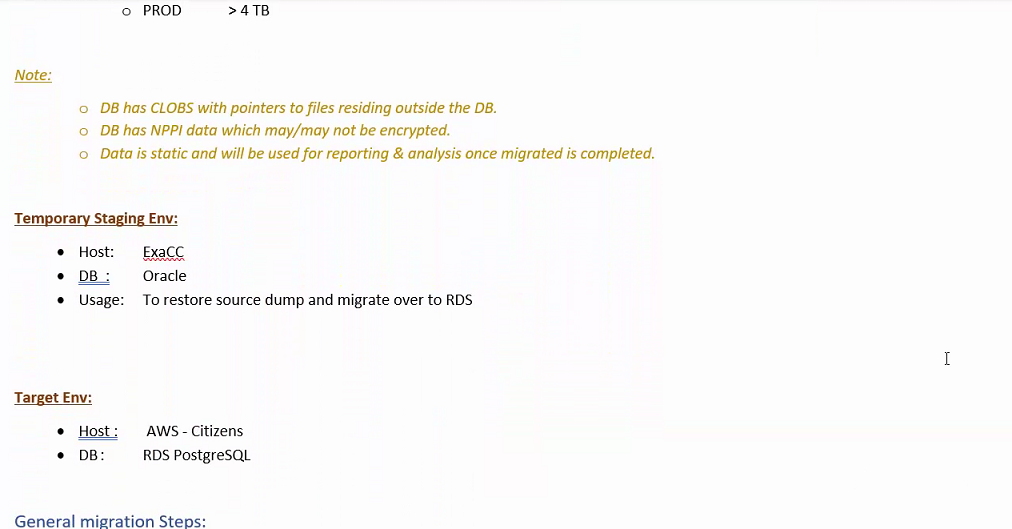 o PROD > 4 TB
Note:
o DB has CLOBS with pointers to files residing outside the DB.
o DB has NPPI data which may/may not be encrypted.
o Data is static and will be used for reporting & analysis once migrated is completed.
Temporary Staging Env:
• Host: ExaCC
• DB : Oracle
• Usage: To restore source dump and migrate over to RDS
Target Env:
• Host : AWS - Citizens
• DB : RDS PostgreSQL
General migration Steps: